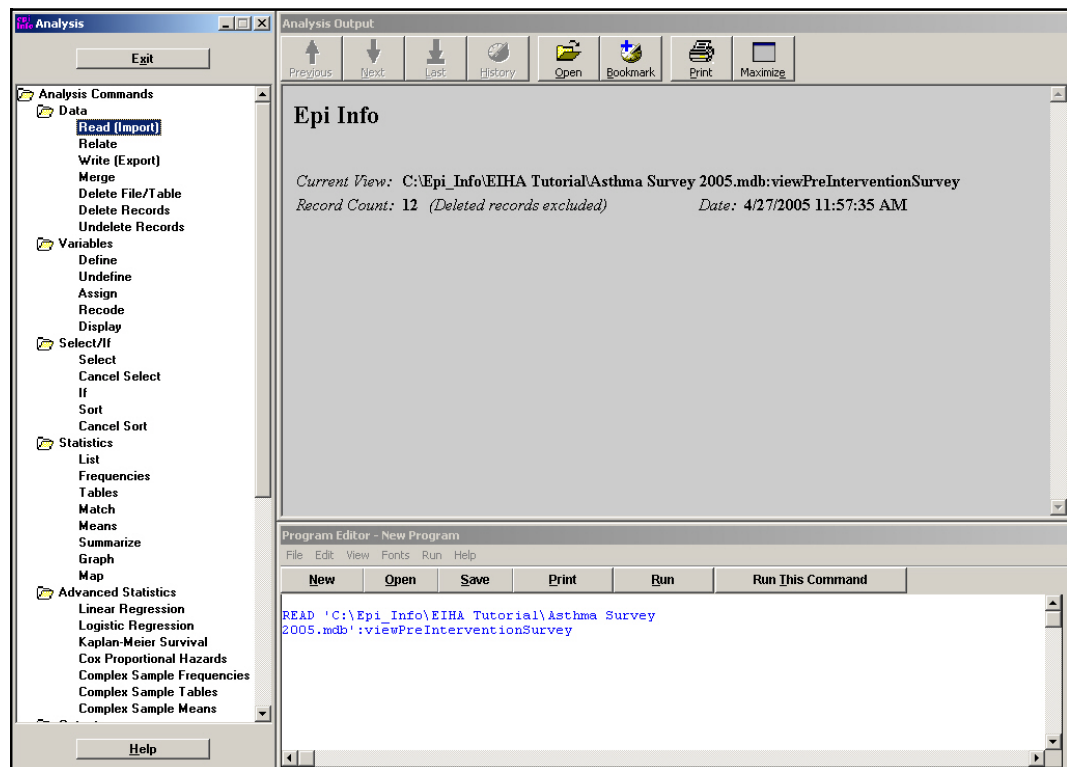 Epi Info Analysis
Exit
Analysis Commands
Data
Read (Import)
Relate
Write (Export)
Merge
Delete File/Table
Delete Records
Undelete Records
Variables
Define
Undefine
Assign
Recode
Display
Select/If
Select
Cancel Select
If
Sort
Cancel Sort
Statistics
List
Frequencies
Tables
Match
Means
Summarize
Graph
Map
Advanced Statistics
Linear Regression
Logistic Regression
Kaplan-Meier Survival
Cox Proportional Hazards
Complex Sample Frequencies
Complex Sample Tables
Complex Sample Means
Help
Analysis Output
Previous Next Last History Open Bookmark Print Maximize
Epi Info
Current View: C:\Epi_Info\EIHA Tutorial\Asthma Survey 2005.mdb:viewPreInterventionSurvey
Record Count: 12 (Deleted records excluded) Date: 4/27/2005 11:57:35 AM
Program Editor - New Program
File Edit View Fonts Run Help
New Open Save Print Run Run This Command
READ 'C:\Epi_Info\EIHA Tutorial\Asthma Survey
2005.mdb':viewPreInterventionSurvey